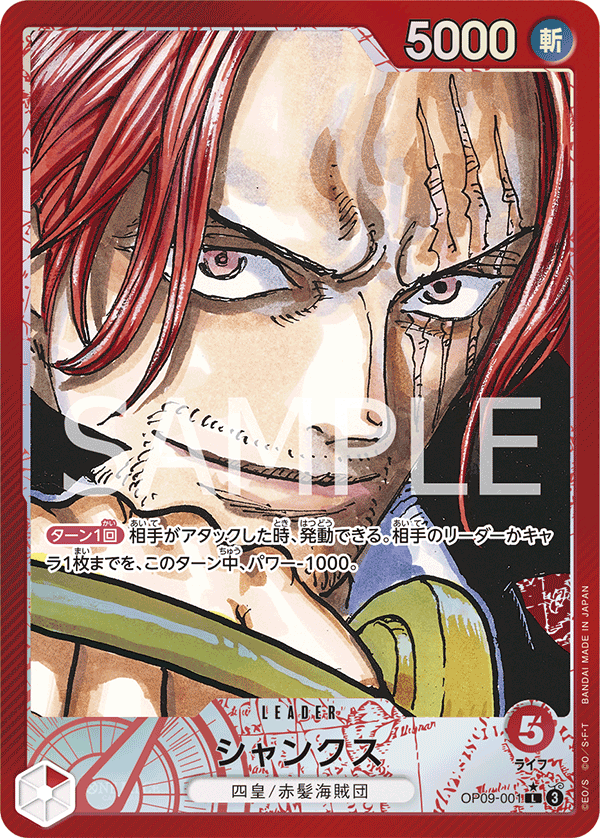 5000 斬
SAMPLE
ターン1回 相手がアタックした時、発動できる。相手のリーダーかキャ
ラ1枚までを、このターン中、パワー-1000。
LEADER
シャンクス
5
ライフ
四皇/赤髪海賊団
OP09-001 L 3
©E.O/S ©O/S・F・T BANDAI MADE IN JAPAN